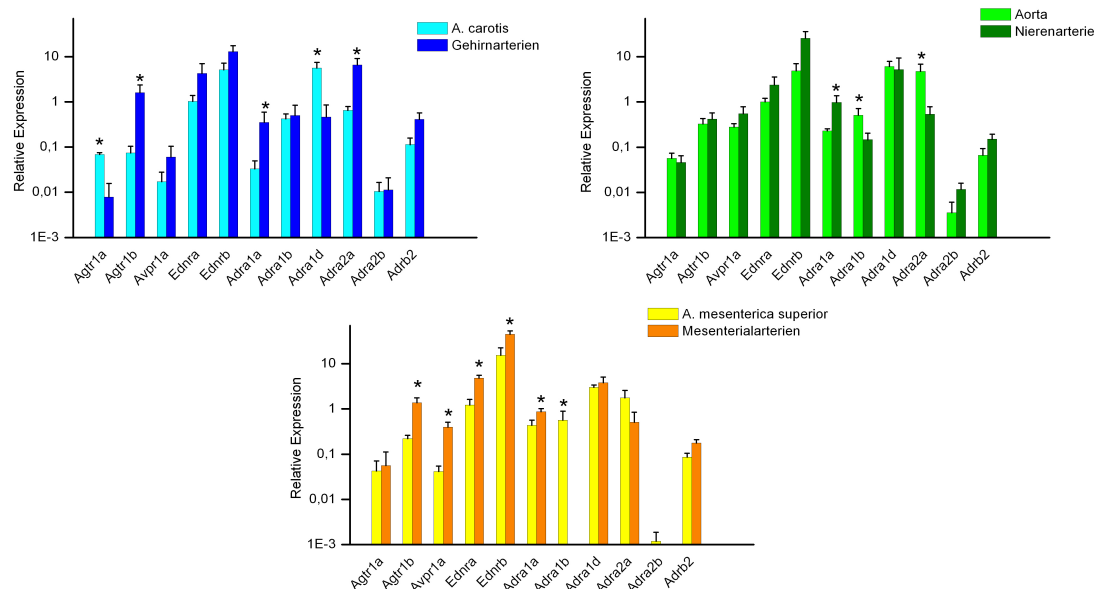 A. carotis
Gehirnarterien
Relative Expression
10
1
0,1
0,01
1E-3
*
*
*
*
*
Agtr1a
Agtr1b
Avpr1a
Ednra
Ednrb
Adra1a
Adra1b
Adra1d
Adra2a
Adra2b
Adrb2
Aorta
Nierenarterie
Relative Expression
10
1
0,1
0,01
1E-3
*
*
*
Agtr1a
Agtr1b
Avpr1a
Ednra
Ednrb
Adra1a
Adra1b
Adra1d
Adra2a
Adra2b
Adrb2
A. mesenterica superior
Mesenterialarterien
Relative Expression
10
1
0,1
0,01
1E-3
*
*
*
*
*
*
Agtr1a
Agtr1b
Avpr1a
Ednra
Ednrb
Adra1a
Adra1b
Adra1d
Adra2a
Adra2b
Adrb2